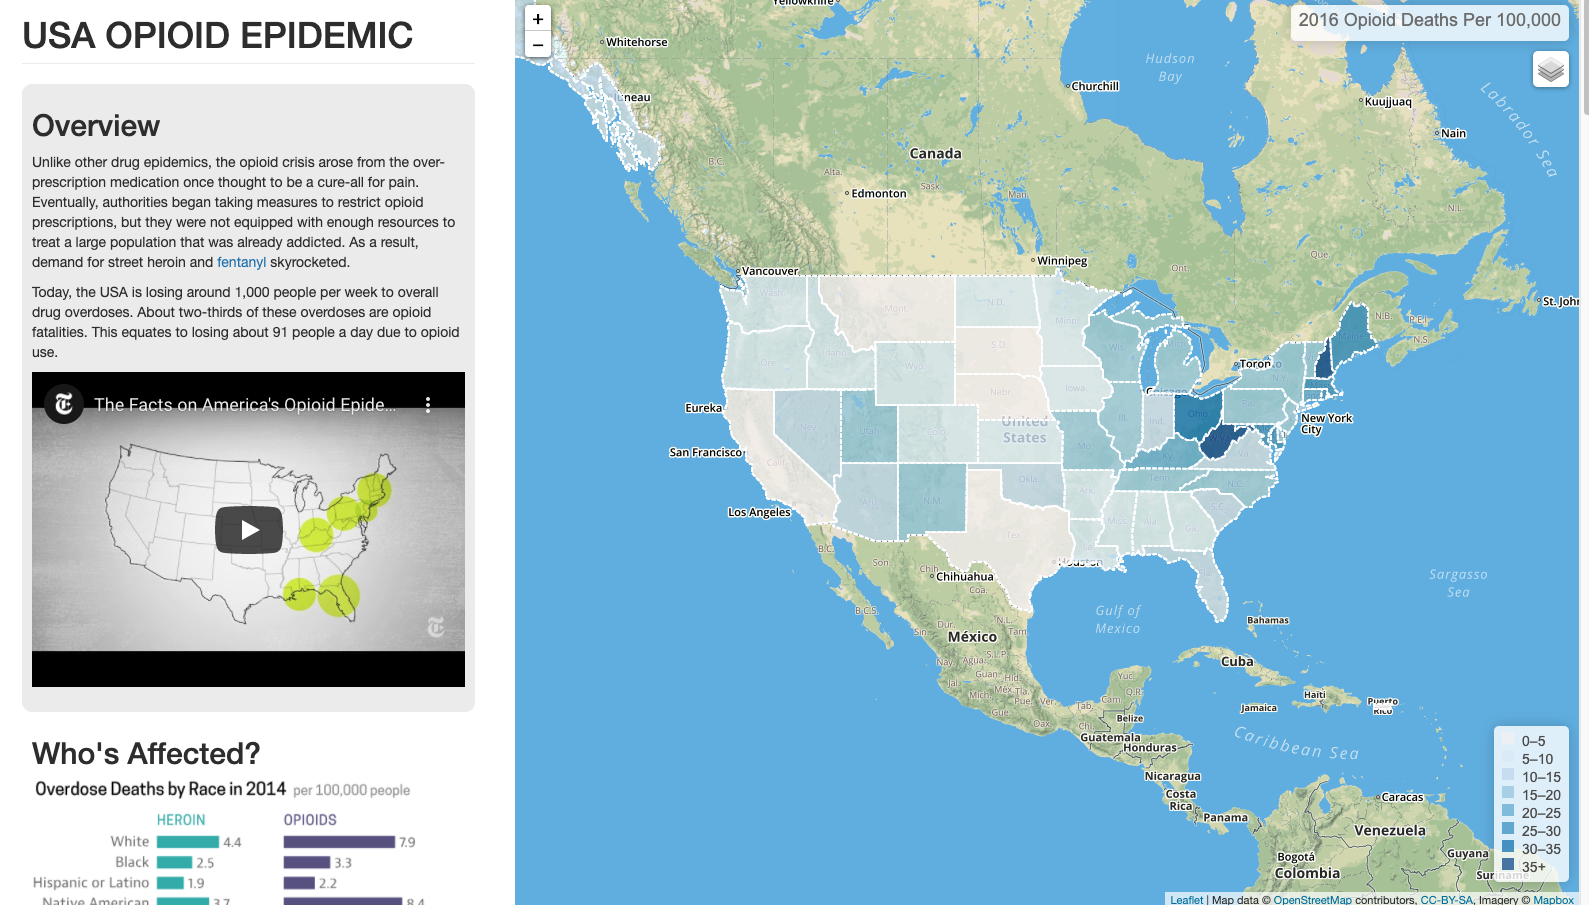 USA OPIOID EPIDEMIC
Overview
Unlike other drug epidemics, the opioid crisis arose from the over-
prescription medication once thought to be a cure-all for pain.
Eventually, authorities began taking measures to restrict opioid
prescriptions, but they were not equipped with enough resources to
treat a large population that was already addicted. As a result,
demand for street heroin and fentanyl skyrocketed.
Today, the USA is losing around 1,000 people per week to overall
drug overdoses. About two-thirds of these overdoses are opioid
fatalities. This equates to losing about 91 people a day due to opioid
use.
The Facts on America's Opioid Epide...
Who's Affected?
Overdose Deaths by Race in 2014 per 100,000 people
HEROIN OPIOIDS
White 4.4 7.9
Black 2.5 3.3
Hispanic or Latino 1.9 2.2
Native American 3.7 8.4
+
−
2016 Opioid Deaths Per 100,000
Yellowknife
Whitehorse
Hudson
Bay
Churchill
Kuujjuaq
Labrador Sea
Nain
Canada
B.C.
Alta.
Sask.
Man.
Edmonton
N.L.
Winnipeg
Ont.
Que.
Vancouver
St. John
N.B.
P.E.I.
N.S.
Wash.
Mont.
N.D.
Minn.
Ore.
Idaho
Wyo.
S.D.
Wis.
Toronto
N.Y.
Nebr.
Iowa
Chicago
Eureka
Nev.
United
States
Ill.
Ind.
Ohio
New York
City
San Francisco
Calif.
Mo.
Ky.
Va.
Los Angeles
Ariz.
N.M.
Okla.
Ark.
Tenn.
N.C.
S.C.
Tex.
Miss.
Ala.
Ga.
Houston
B.C.
Son.
Chih.
Chihuahua
Coa.
B.C.S.
Sin.
Dur.
N.L.
Tam.
Gulf of
Mexico
Sargasso
Sea
Bahamas
México
Nay.
Agua.
S.L.P.
Jal.
Guan.
Hid.
Mich.
Méx.
Tla.
Pue.
Ver.
Gue.
Oax.
Tab.
Chi.
Cam.
Yuc.
Q.R.
Cuba
Haïti
Jamaica
Puerto
Rico
Belize
Guatemala
Honduras
Caribbean Sea
Nicaragua
Costa
Rica
Panama
Caracas
Venezuela
Bogotá
Colombia
Guyana
Suriname
0–5
5–10
10–15
15–20
20–25
25–30
30–35
35+
Leaflet | Map data © OpenStreetMap contributors, CC-BY-SA, Imagery © Mapbox